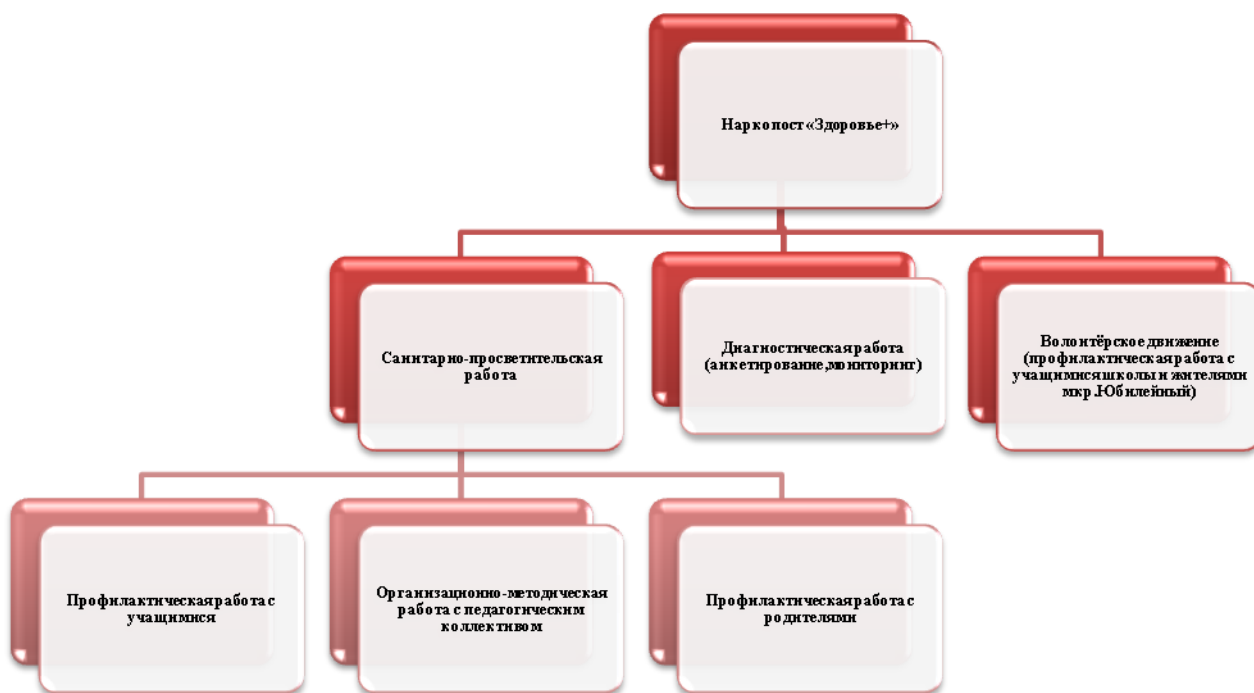 Наркопост «Здоровье+»
Санитарно-просветительская
работа
Диагностическая работа
(анкетирование, мониторинг)
Волонтёрское движение
(профилактическая работа с
учащимися школы и жителями
мкр.Юбилейный)
Профилактическая работа с
учащимися
Организационно-методическая
работа с педагогическим
коллективом
Профилактическая работа с
родителями